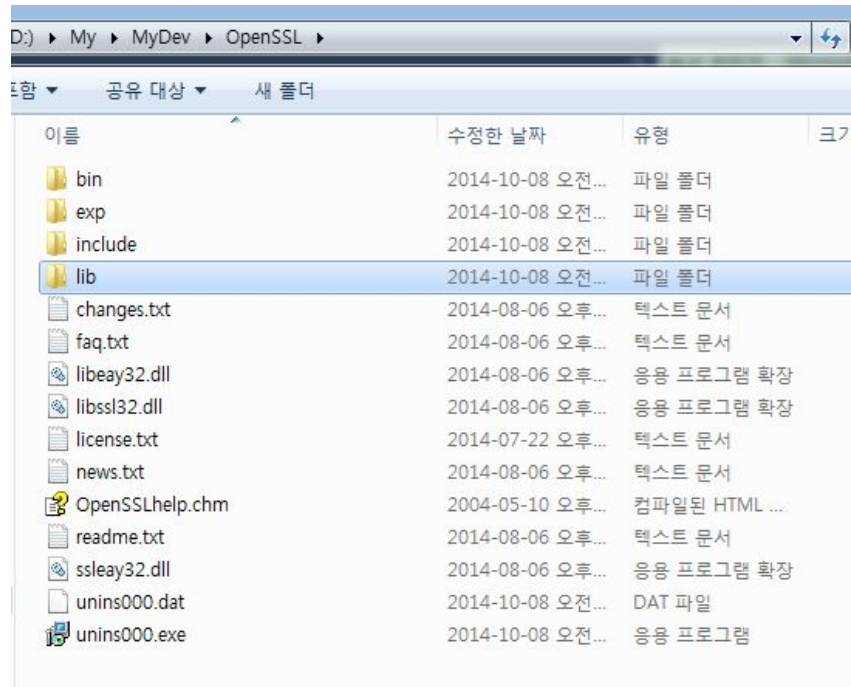 D:) ▸ My ▸ MyDev ▸ OpenSSL ▸
포함 ▼ 공유 대상 ▼ 새 폴더
이름 수정한 날짜 유형 크기
bin 2014-10-08 오전... 파일 폴더
exp 2014-10-08 오전... 파일 폴더
include 2014-10-08 오전... 파일 폴더
lib 2014-10-08 오전... 파일 폴더
changes.txt 2014-08-06 오후... 텍스트 문서
faq.txt 2014-08-06 오후... 텍스트 문서
libeay32.dll 2014-08-06 오후... 응용 프로그램 확장
libssl32.dll 2014-08-06 오후... 응용 프로그램 확장
license.txt 2014-07-22 오후... 텍스트 문서
news.txt 2014-08-06 오후... 텍스트 문서
OpenSSLhelp.chm 2004-05-10 오후... 컴파일된 HTML ...
readme.txt 2014-08-06 오후... 텍스트 문서
ssleay32.dll 2014-08-06 오후... 응용 프로그램 확장
unins000.dat 2014-10-08 오전... DAT 파일
unins000.exe 2014-10-08 오전... 응용 프로그램